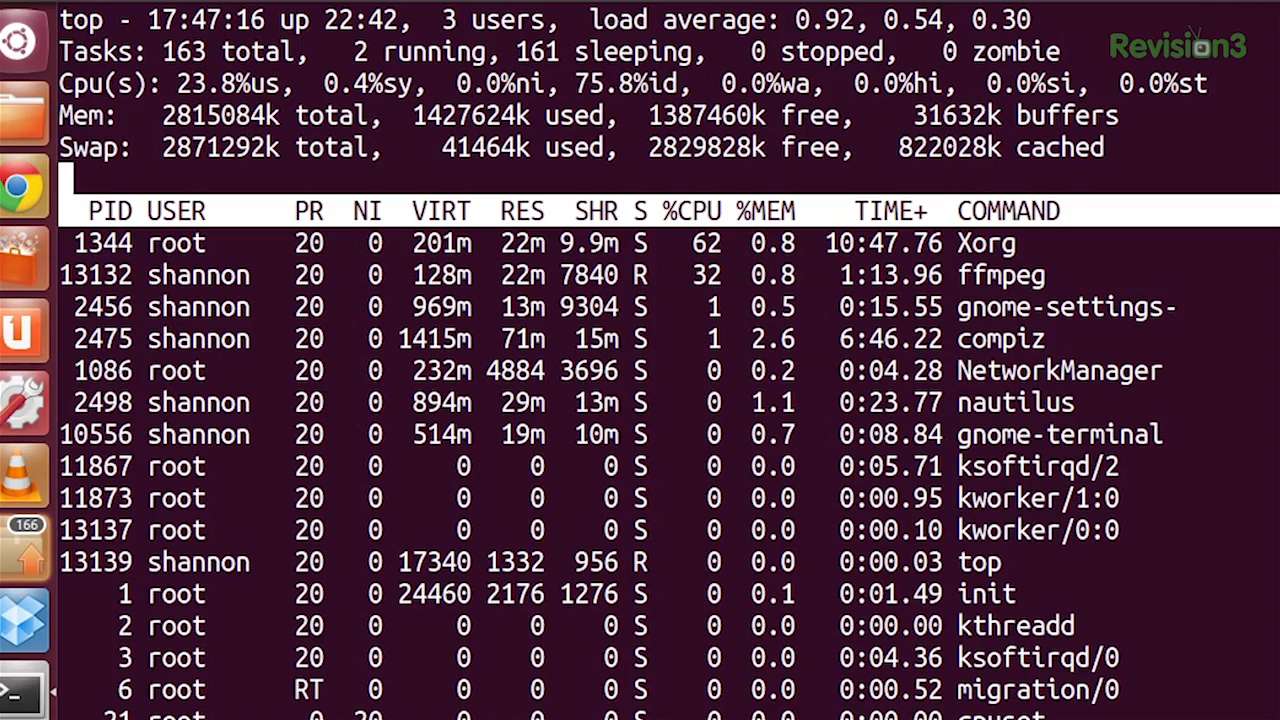 top - 17:47:16 up 22:42,  3 users,  load average: 0.92, 0.54, 0.30
Tasks: 163 total,   2 running, 161 sleeping,   0 stopped,   0 zombie
Cpu(s): 23.8%us,  0.4%sy,  0.0%ni, 75.8%id,  0.0%wa,  0.0%hi,  0.0%si,  0.0%st
Mem:   2815084k total,  1427624k used,  1387460k free,    31632k buffers
Swap:  2871292k total,    41464k used,  2829828k free,   822028k cached
Revision3
PID USER      PR  NI  VIRT  RES  SHR S %CPU %MEM    TIME+  COMMAND
1344 root      20   0  201m  22m 9.9m S   62  0.8  10:47.76 Xorg
13132 shannon   20   0  128m  22m 7840 R   32  0.8   1:13.96 ffmpeg
2456 shannon   20   0  969m  13m 9304 S    1  0.5   0:15.55 gnome-settings-
2475 shannon   20   0 1415m  71m  15m S    1  2.6   6:46.22 compiz
1086 root      20   0  232m 4884 3696 S    0  0.2   0:04.28 NetworkManager
2498 shannon   20   0  894m  29m  13m S    0  1.1   0:23.77 nautilus
10556 shannon   20   0  514m  19m  10m S    0  0.7   0:08.84 gnome-terminal
11867 root      20   0     0    0    0 S    0  0.0   0:05.71 ksoftirqd/2
11873 root      20   0     0    0    0 S    0  0.0   0:00.95 kworker/1:0
13137 root      20   0     0    0    0 S    0  0.0   0:00.10 kworker/0:0
13139 shannon   20   0 17340 1332  956 R    0  0.0   0:00.03 top
1 root      20   0 24460 2176 1276 S    0  0.1   0:01.49 init
2 root      20   0     0    0    0 S    0  0.0   0:00.00 kthreadd
3 root      20   0     0    0    0 S    0  0.0   0:04.36 ksoftirqd/0
6 root      RT   0     0    0    0 S    0  0.0   0:00.52 migration/0
166